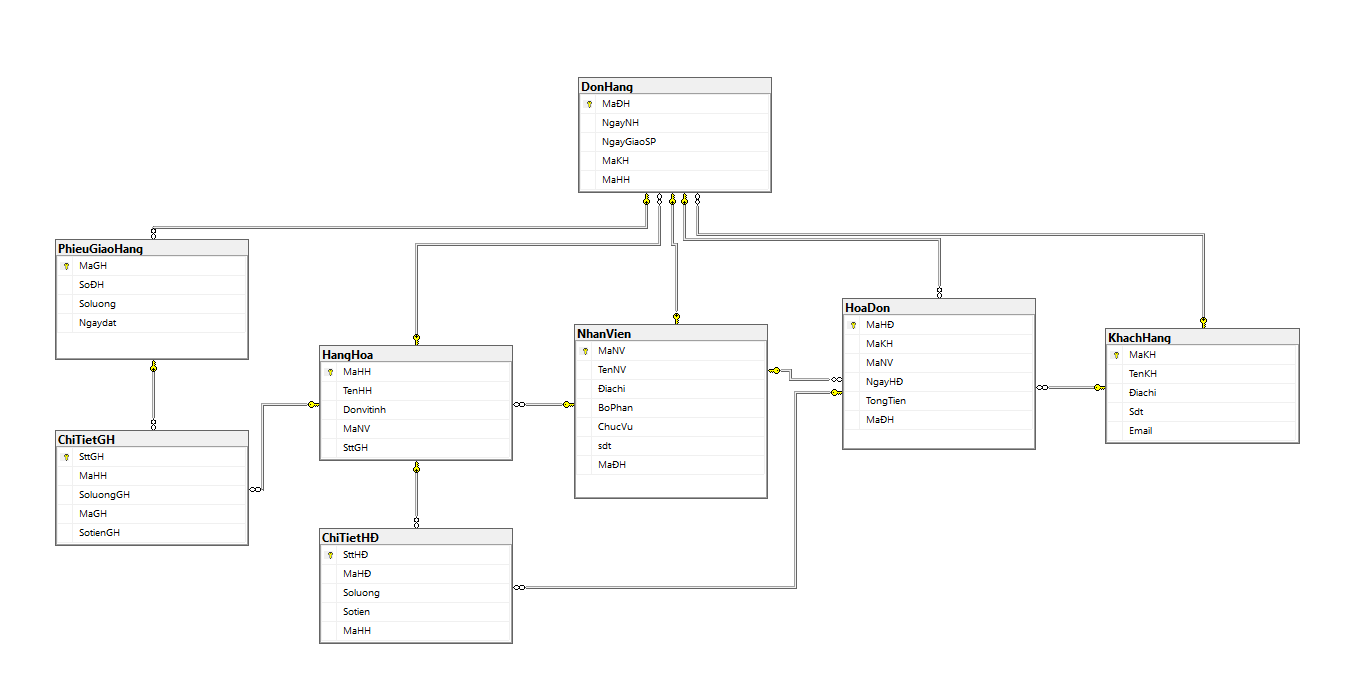 DonHang
MaĐH
NgayNH
NgayGiaoSP
MaKH
MaHH
PhieuGiaoHang
MaGH
SoĐH
Soluong
Ngaydat
HangHoa
MaHH
TenHH
Donvitinh
MaNV
SttGH
NhanVien
MaNV
TenNV
Điachi
BoPhan
ChucVu
sdt
MaĐH
HoaDon
MaHĐ
MaKH
MaNV
NgayHĐ
TongTien
MaĐH
KhachHang
MaKH
TenKH
Điachi
Sdt
Email
ChiTietGH
SttGH
MaHH
SoluongGH
MaGH
SotienGH
ChiTietHĐ
SttHĐ
MaHĐ
Soluong
Sotien
MaHH